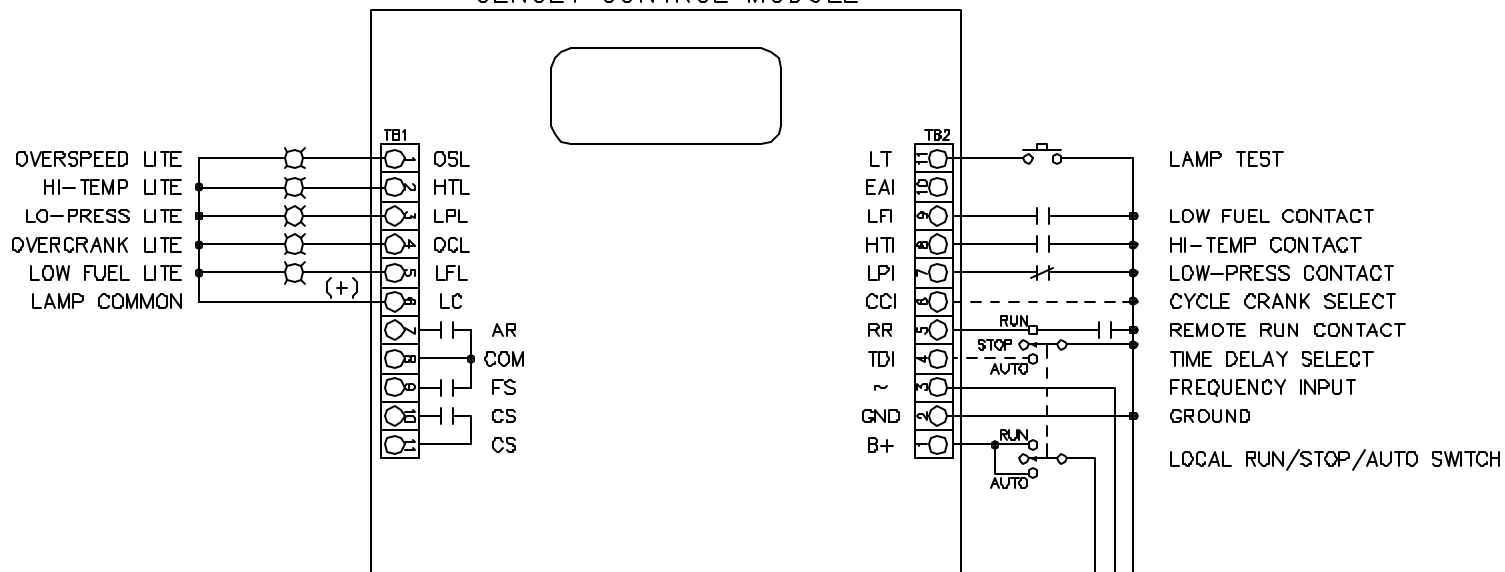 GENSET CONTROL MODULE
TB1
TB2
OVERSPEED LITE
1
OSL
LT
11
LAMP TEST
HI-TEMP LITE
2
HTL
EAI
10
LO-PRESS LITE
3
LPL
LFI
9
LOW FUEL CONTACT
OVERCRANK LITE
4
OCL
HTI
8
HI-TEMP CONTACT
LOW FUEL LITE
5
LFL
LPI
7
LOW-PRESS CONTACT
LAMP COMMON
(+)
6
LC
CCI
6
CYCLE CRANK SELECT
7
AR
RR
5
RUN
REMOTE RUN CONTACT
STOP
8
COM
TDI
4
AUTO
TIME DELAY SELECT
9
FS
~
3
FREQUENCY INPUT
10
CS
GND
2
GROUND
11
CS
B+
1
RUN
LOCAL RUN/STOP/AUTO SWITCH
AUTO